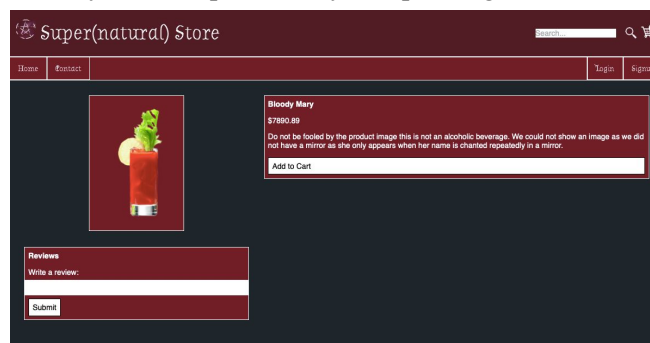 Super(natural) Store
Search...
Home
Contact
Login
Bloody Mary
$7890.89
Do not be fooled by the product image this is not an alcoholic beverage. We could not show an image as we did
not have a mirror as she only appears when her name is chanted repeatedly in a mirror.
Add to Cart
Reviews
Write a review:
Submit